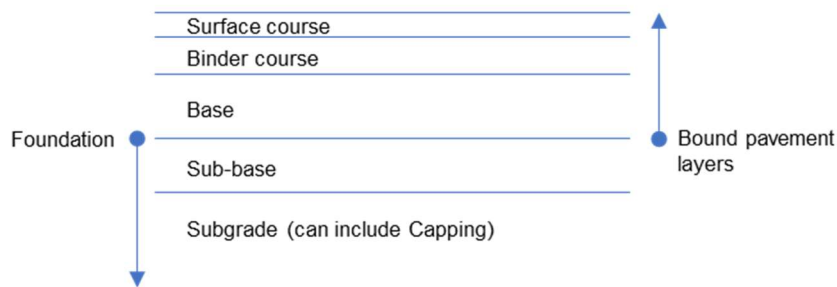 Surface course
Binder course
Base
Foundation
Bound pavement
layers
Sub-base
Subgrade (can include Capping)